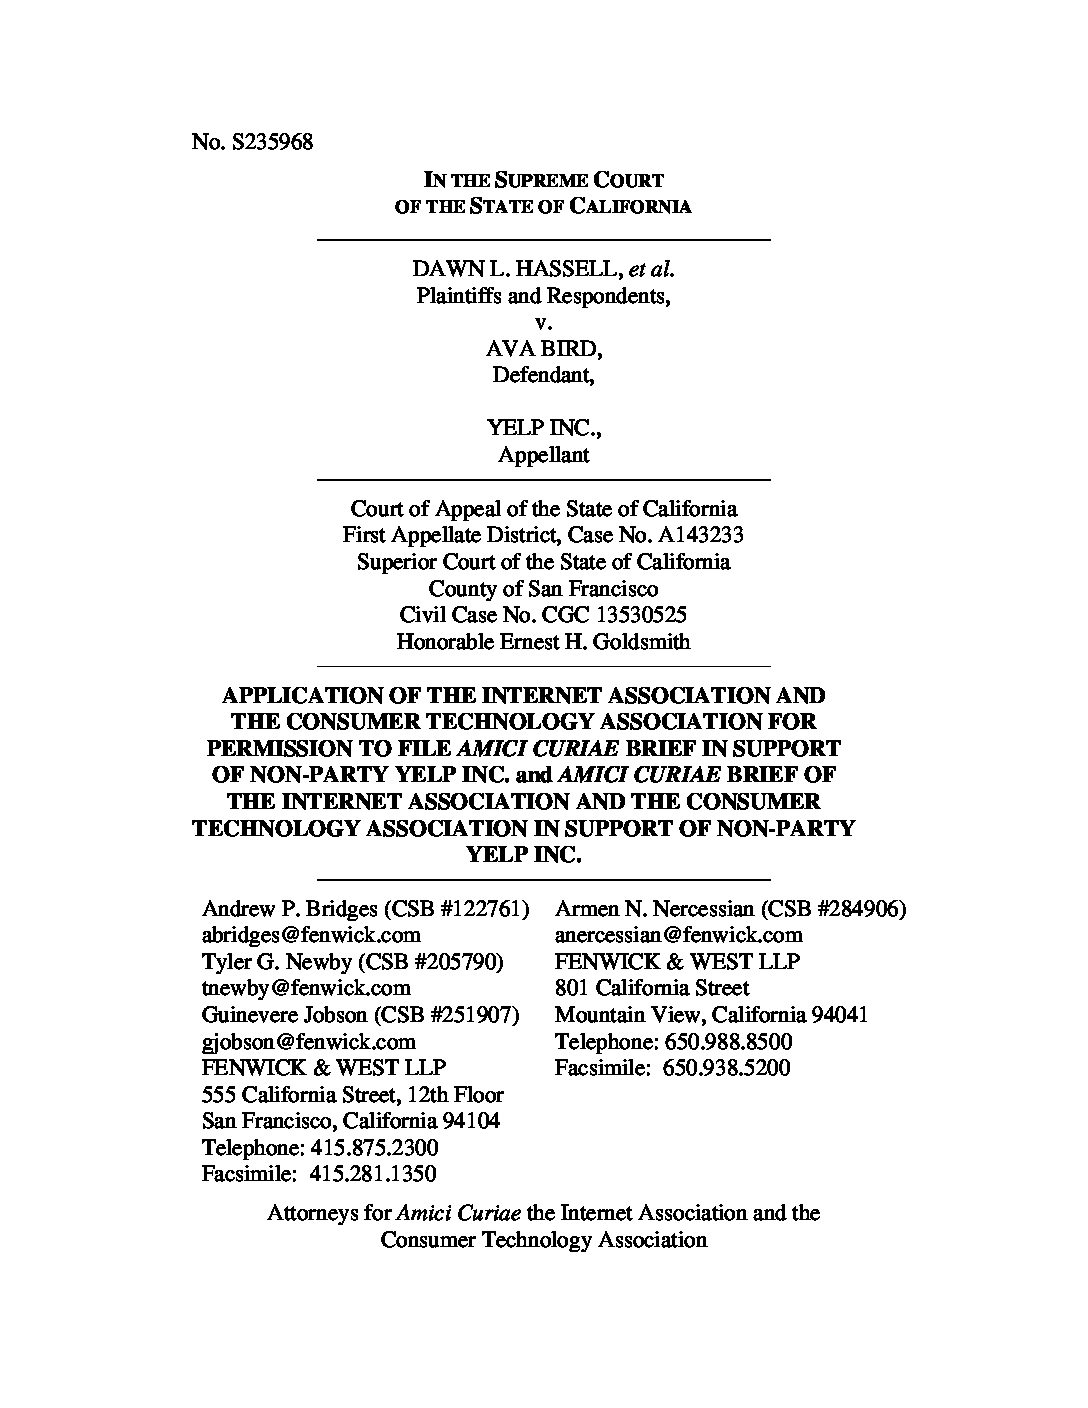 No. S235968
IN THE SUPREME COURT
OF THE STATE OF CALIFORNIA
DAWN L. HASSELL, et al.
Plaintiffs and Respondents,
v.
AVA BIRD,
Defendant,
YELP INC.,
Appellant
Court of Appeal of the State of California
First Appellate District, Case No. A143233
Superior Court of the State of California
County of San Francisco
Civil Case No. CGC 13530525
Honorable Ernest H. Goldsmith
APPLICATION OF THE INTERNET ASSOCIATION AND
THE CONSUMER TECHNOLOGY ASSOCIATION FOR
PERMISSION TO FILE AMICI CURIAE BRIEF IN SUPPORT
OF NON-PARTY YELP INC. and AMICI CURIAE BRIEF OF
THE INTERNET ASSOCIATION AND THE CONSUMER
TECHNOLOGY ASSOCIATION IN SUPPORT OF NON-PARTY
YELP INC.
Andrew P. Bridges (CSB #122761)
abridges@fenwick.com
Tyler G. Newby (CSB #205790)
tnewby@fenwick.com
Guinevere Jobson (CSB #251907)
gjobson@fenwick.com
FENWICK & WEST LLP
555 California Street, 12th Floor
San Francisco, California 94104
Telephone: 415.875.2300
Facsimile: 415.281.1350
Armen N. Nercessian (CSB #284906)
anercessian@fenwick.com
FENWICK & WEST LLP
801 California Street
Mountain View, California 94041
Telephone: 650.988.8500
Facsimile: 650.938.5200
Attorneys for Amici Curiae the Internet Association and the
Consumer Technology Association